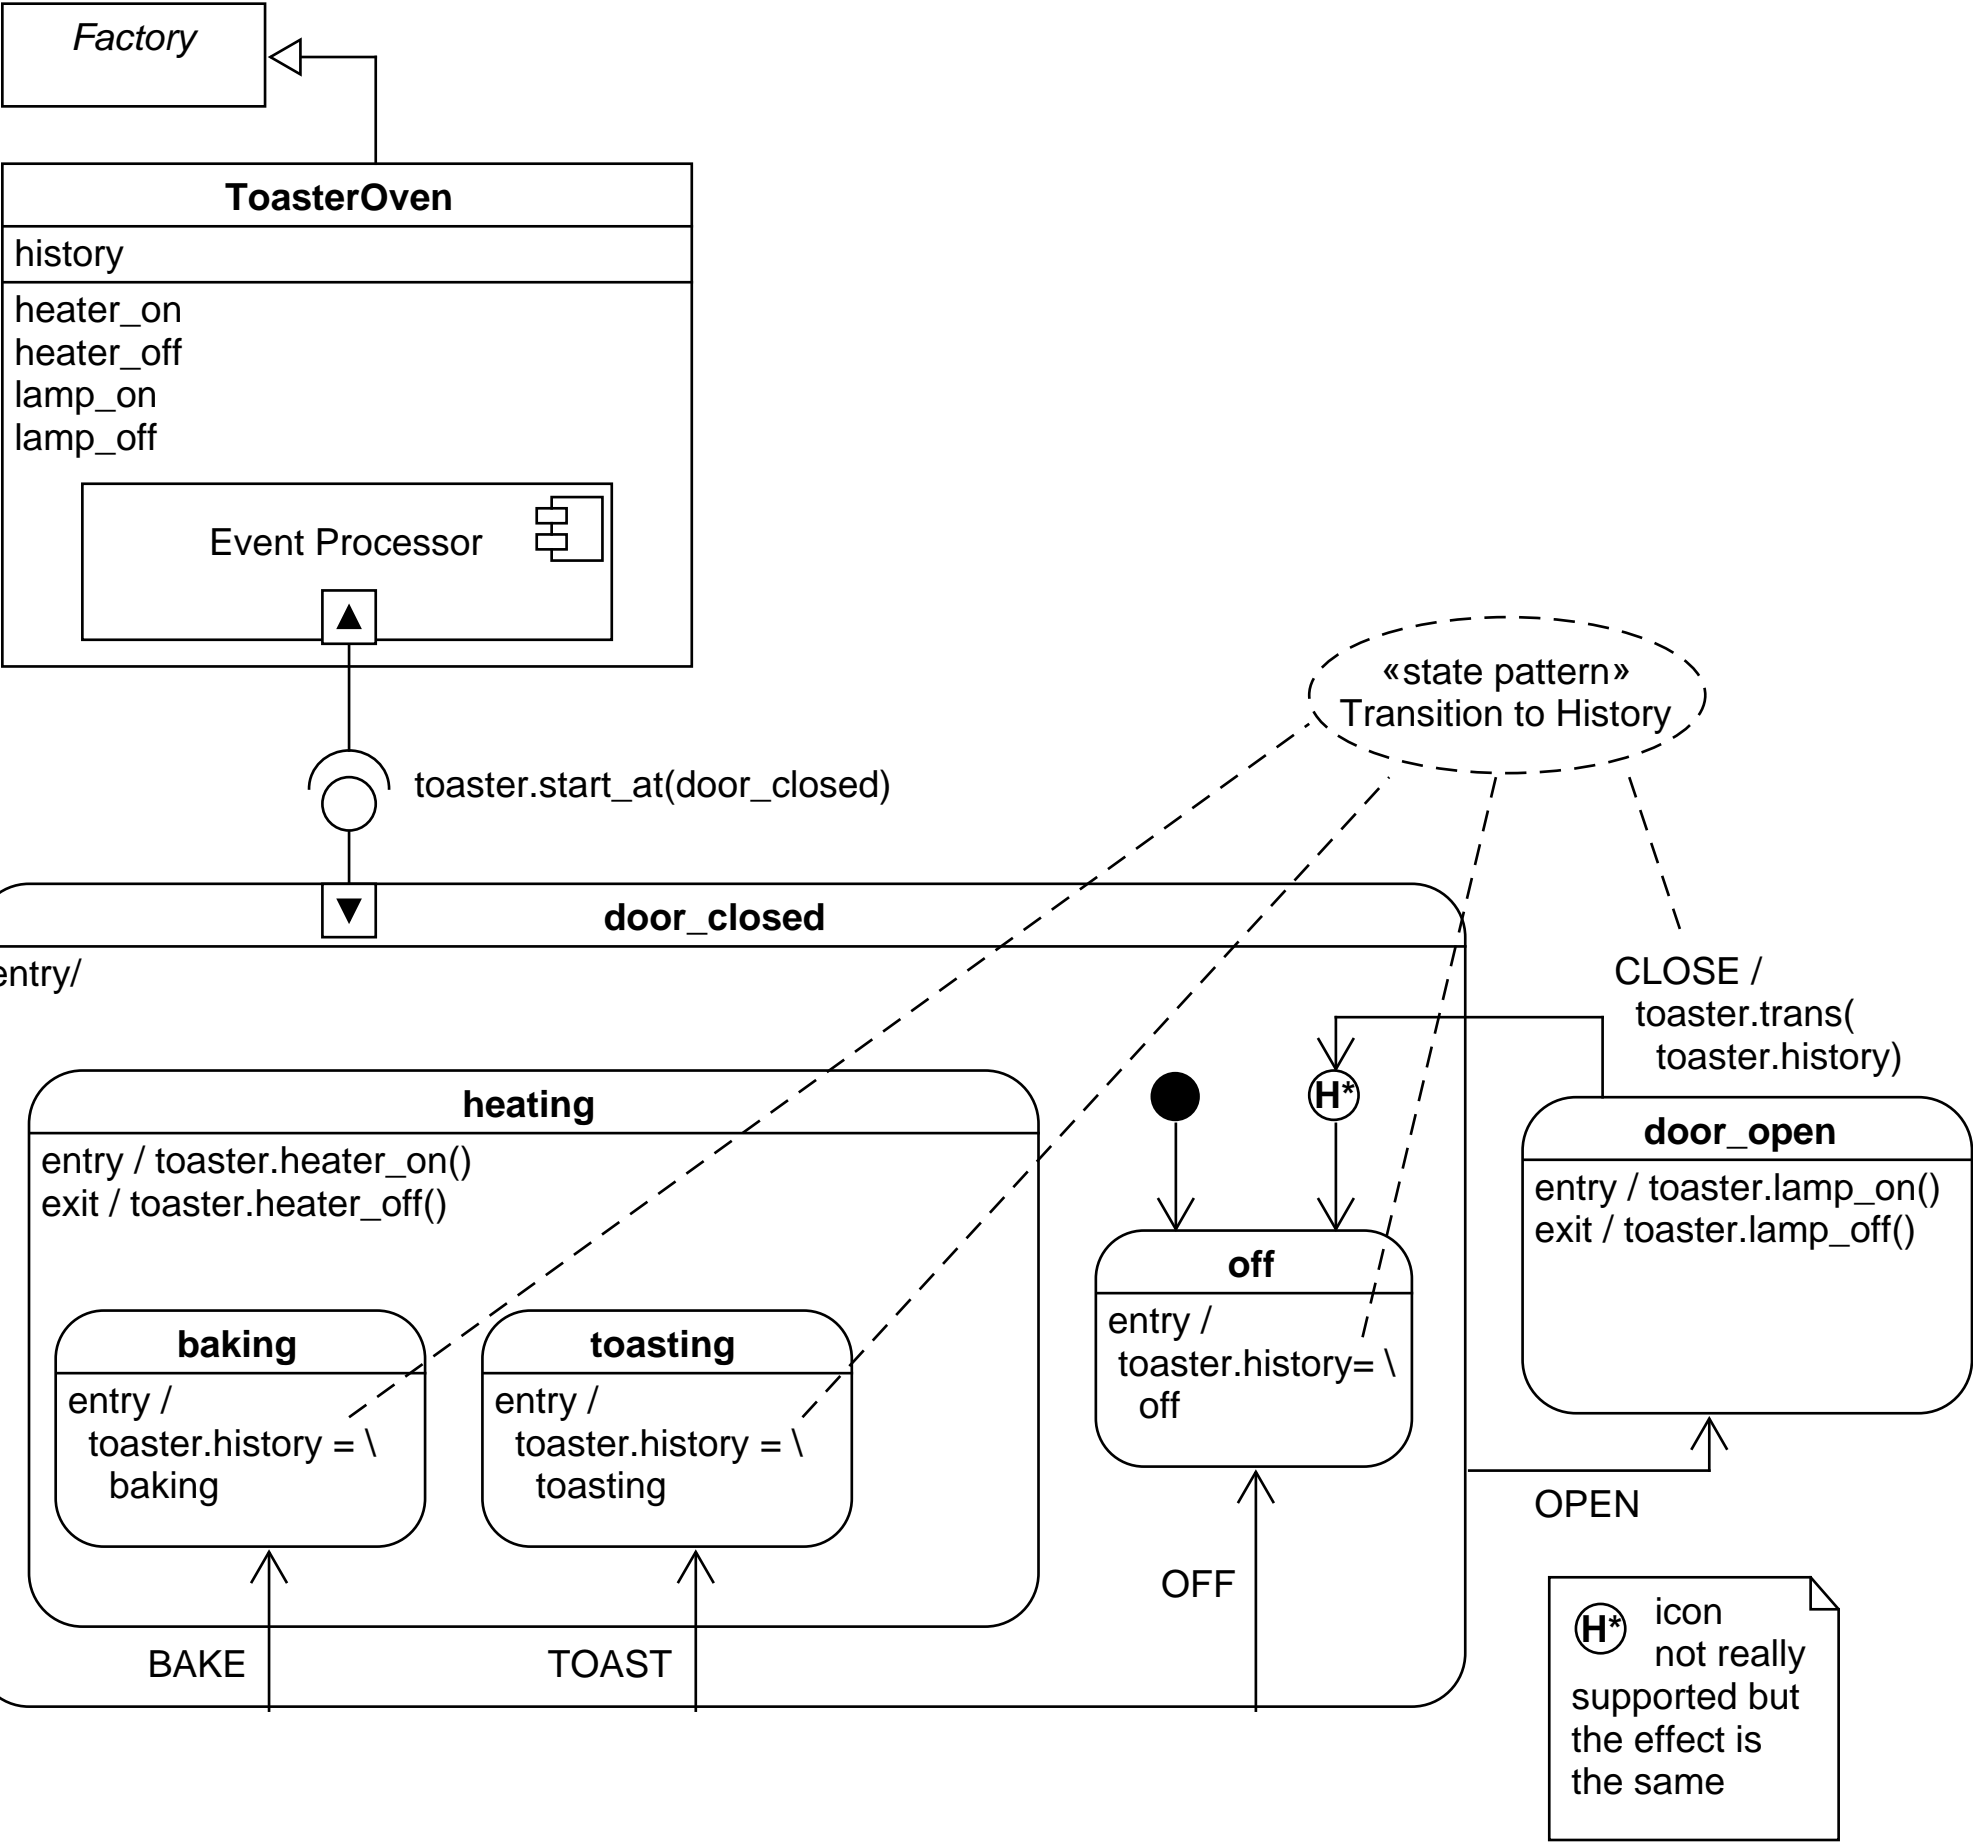 Factory
ToasterOven
history
heater_on
heater_off
lamp_on
lamp_off
Event Processor
«state pattern»
Transition to History
toaster.start_at(door_closed)
door_closed
entry/
CLOSE /
toaster.trans(
toaster.history)
heating
entry / toaster.heater_on()
exit / toaster.heater_off()
H*
door_open
entry / toaster.lamp_on()
exit / toaster.lamp_off()
off
entry /
toaster.history= \
off
baking
entry /
toaster.history = \
baking
toasting
entry /
toaster.history = \
toasting
OPEN
OFF
BAKE
TOAST
H* icon
not really
supported but
the effect is
the same